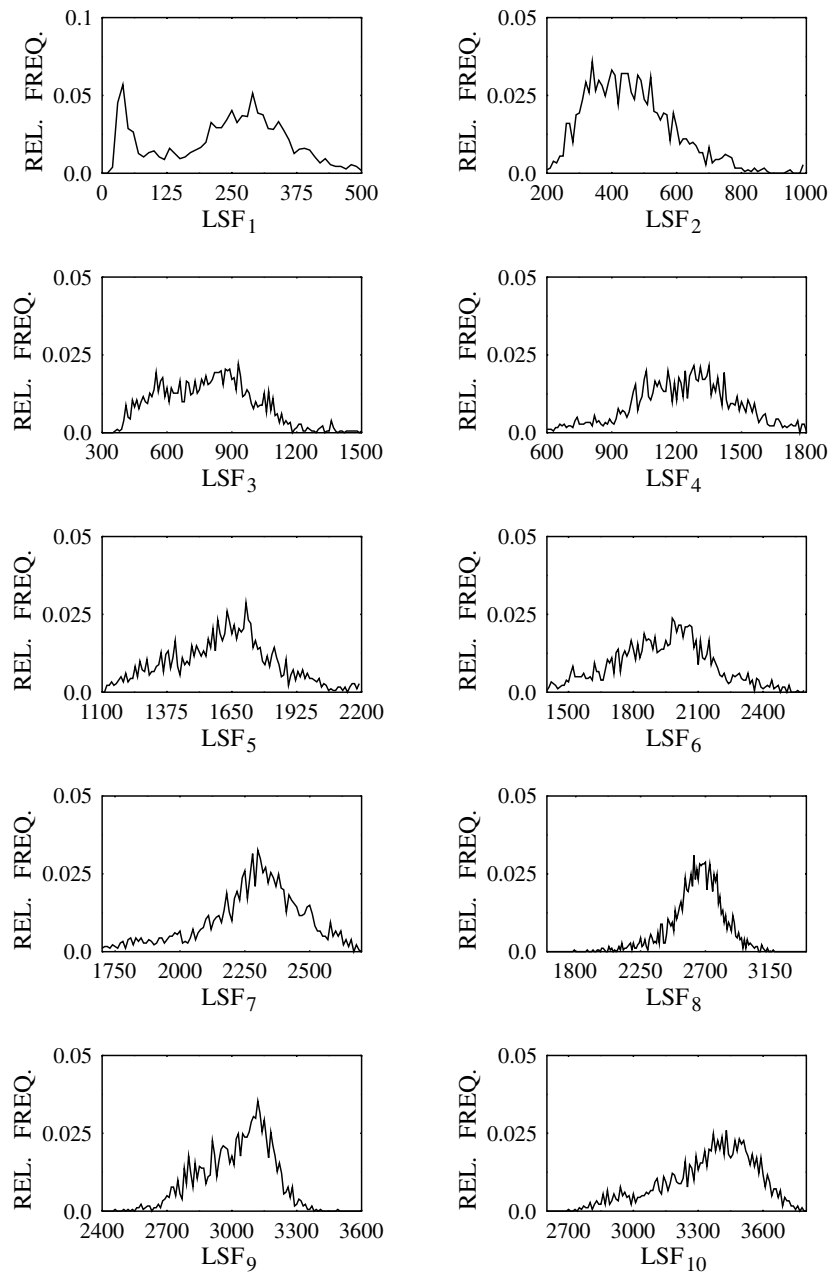 0.1
0.05
0.0
REL. FREQ.
0 125 250 375 500
LSF1
0.05
0.025
0.0
REL. FREQ.
200 400 600 800 1000
LSF2
0.05
0.025
0.0
REL. FREQ.
300 600 900 1200 1500
LSF3
0.05
0.025
0.0
REL. FREQ.
600 900 1200 1500 1800
LSF4
0.05
0.025
0.0
REL. FREQ.
1100 1375 1650 1925 2200
LSF5
0.05
0.025
0.0
REL. FREQ.
1500 1800 2100 2400
LSF6
0.05
0.025
0.0
REL. FREQ.
1750 2000 2250 2500
LSF7
0.05
0.025
0.0
REL. FREQ.
1800 2250 2700 3150
LSF8
0.05
0.025
0.0
REL. FREQ.
2400 2700 3000 3300 3600
LSF9
0.05
0.025
0.0
REL. FREQ.
2700 3000 3300 3600
LSF10